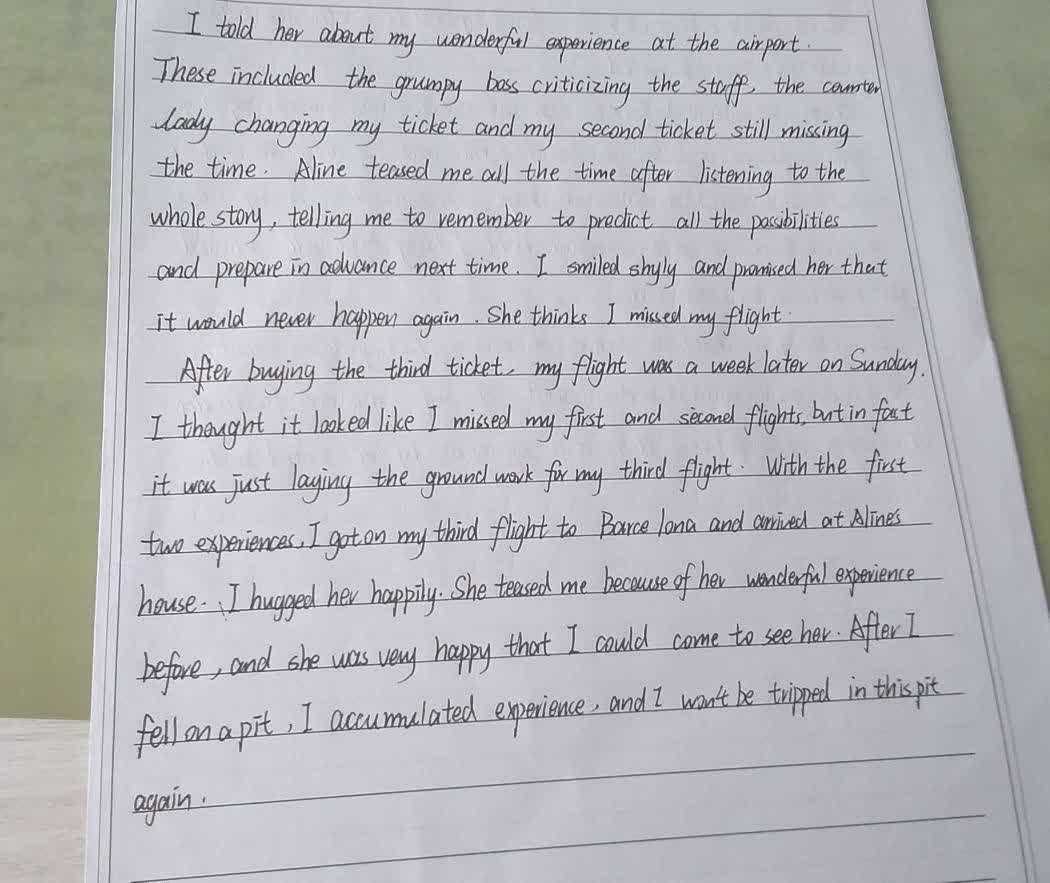 I told her about my wonderful experience at the airport.
These included the grumpy boss criticizing the staff, the counter
lady changing my ticket and my second ticket still missing
the time. Aline teased me all the time after listening to the
whole story, telling me to remember to predict all the possibilities
and prepare in advance next time. I smiled shyly and promised her that
it would never happen again. She thinks I missed my flight.
After buying the third ticket, my flight was a week later on Sunday.
I thought it looked like I missed my first and second flights, but in fact
it was just laying the ground work for my third flight. With the first
two experiences, I got on my third flight to Barce lona and arrived at Aline's
house. I hugged her happily. She teased me because of her wonderful experience
before, and she was very happy that I could come to see her. After I
fell on a pit, I accumulated experience, and I won't be tripped in this pit
again.